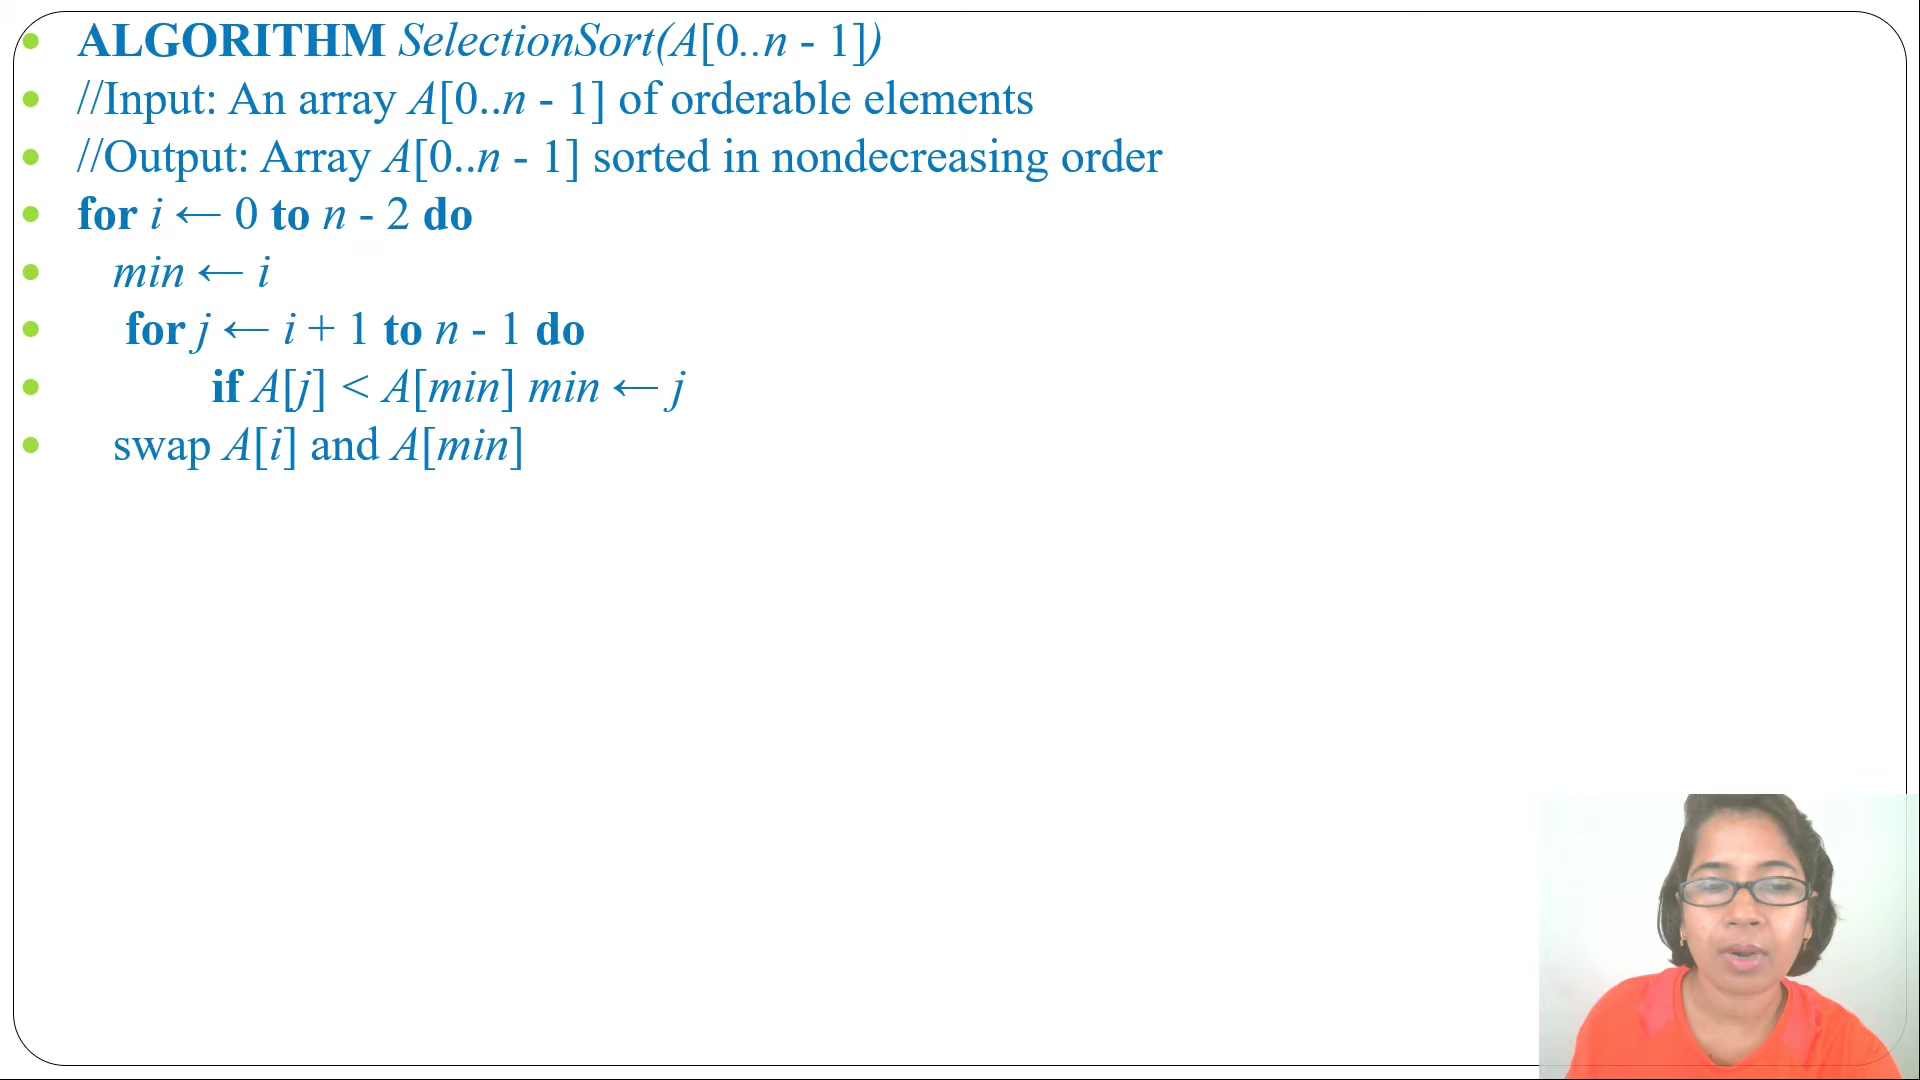 ALGORITHM SelectionSort(A[0..n - 1])
//Input: An array A[0..n - 1] of orderable elements
//Output: Array A[0..n - 1] sorted in nondecreasing order
for i ← 0 to n - 2 do
min ← i
for j ← i + 1 to n - 1 do
if A[j] < A[min] min ← j
swap A[i] and A[min]